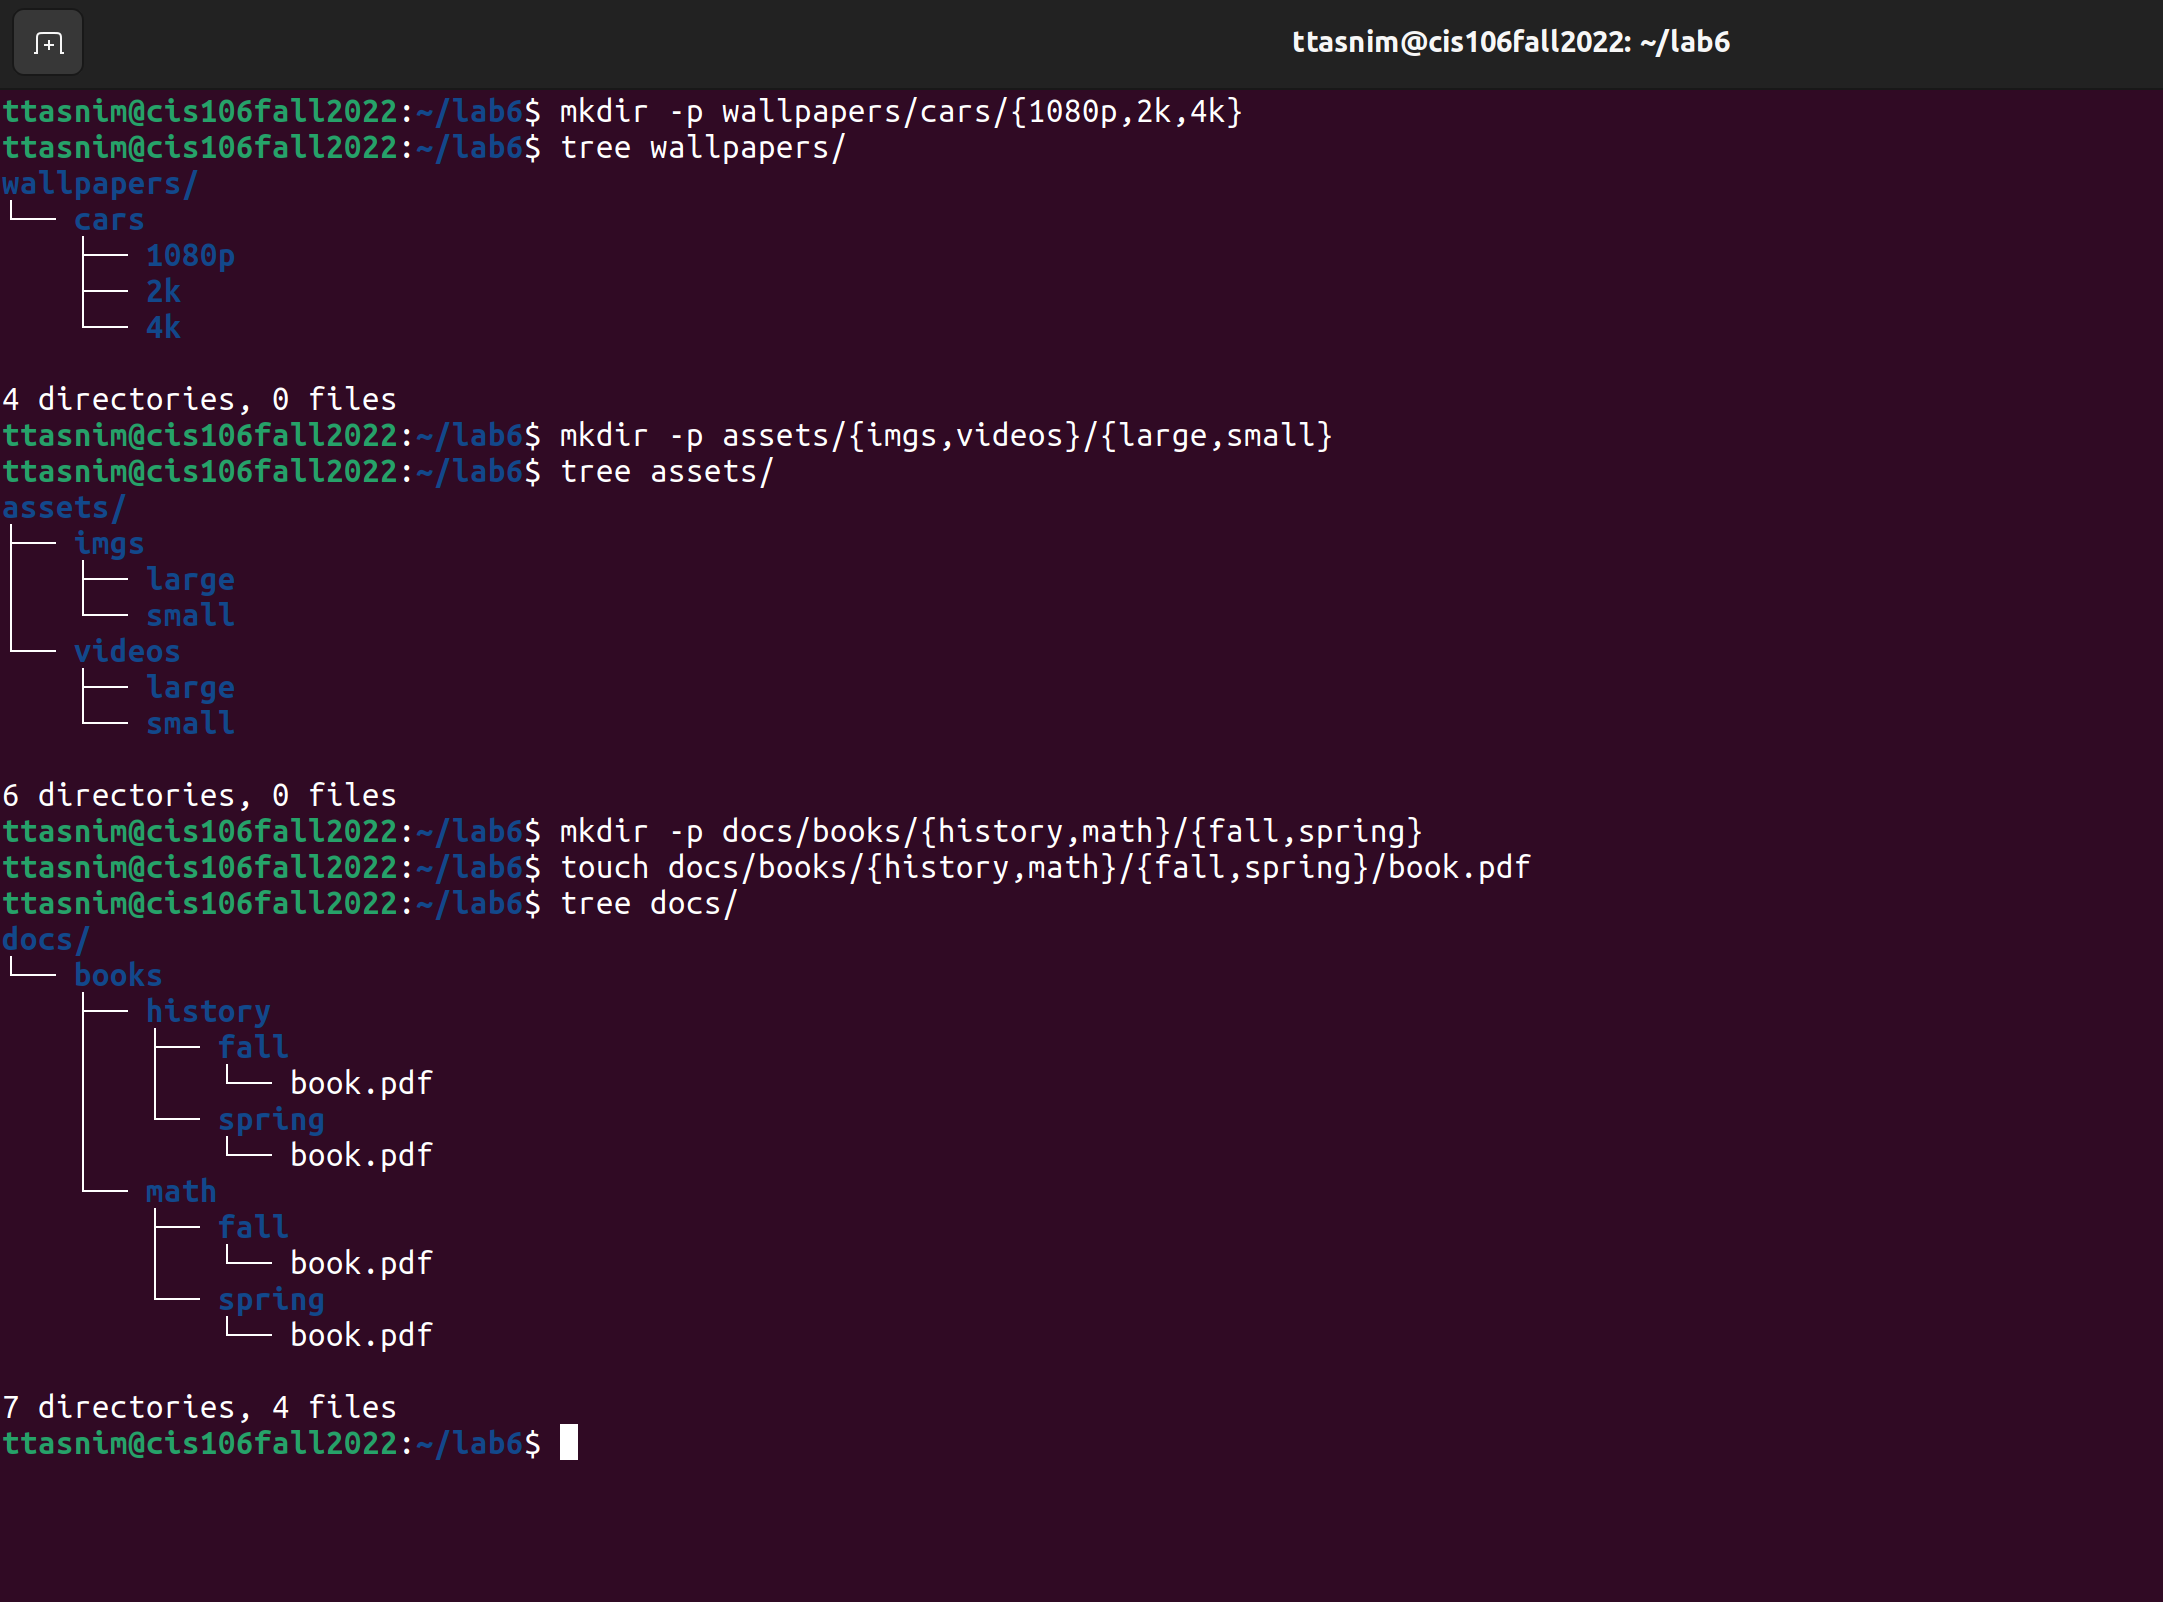 ttasnim@cis106fall2022: ~/lab6
ttasnim@cis106fall2022:~/lab6$ mkdir -p wallpapers/cars/{1080p,2k,4k}
ttasnim@cis106fall2022:~/lab6$ tree wallpapers/
wallpapers/
└── cars
    ├── 1080p
    ├── 2k
    └── 4k

4 directories, 0 files
ttasnim@cis106fall2022:~/lab6$ mkdir -p assets/{imgs,videos}/{large,small}
ttasnim@cis106fall2022:~/lab6$ tree assets/
assets/
├── imgs
│   ├── large
│   └── small
└── videos
    ├── large
    └── small

6 directories, 0 files
ttasnim@cis106fall2022:~/lab6$ mkdir -p docs/books/{history,math}/{fall,spring}
ttasnim@cis106fall2022:~/lab6$ touch docs/books/{history,math}/{fall,spring}/book.pdf
ttasnim@cis106fall2022:~/lab6$ tree docs/
docs/
└── books
    ├── history
    │   ├── fall
    │   │   └── book.pdf
    │   └── spring
    │       └── book.pdf
    └── math
        ├── fall
        │   └── book.pdf
        └── spring
            └── book.pdf

7 directories, 4 files
ttasnim@cis106fall2022:~/lab6$